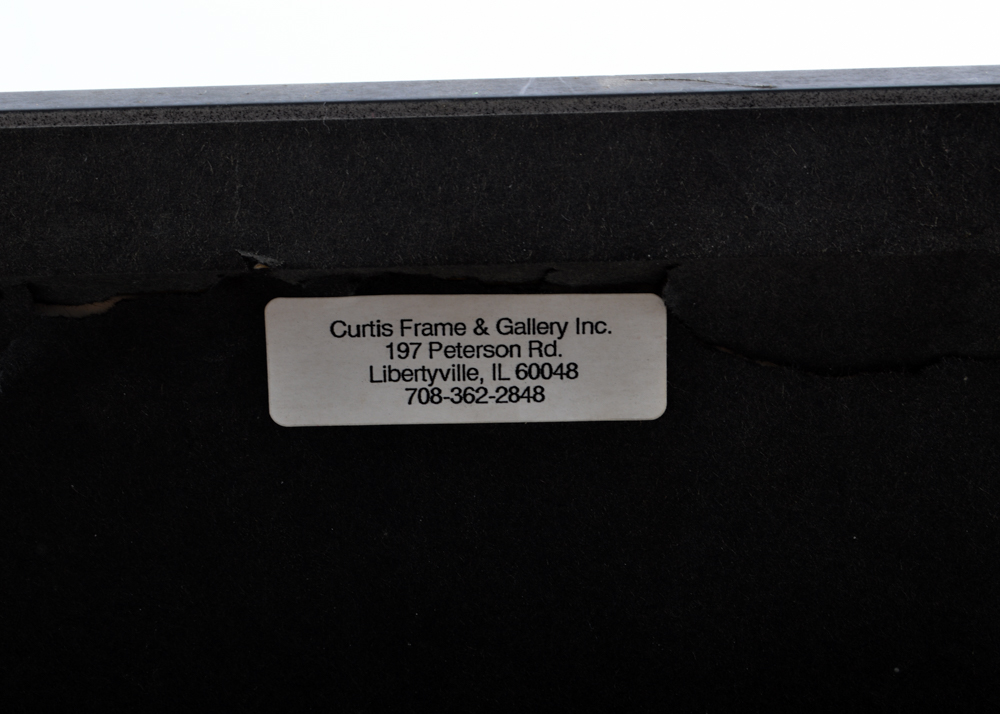 Curtis Frame & Gallery Inc.
197 Peterson Rd.
Libertyville, IL 60048
708-362-2848